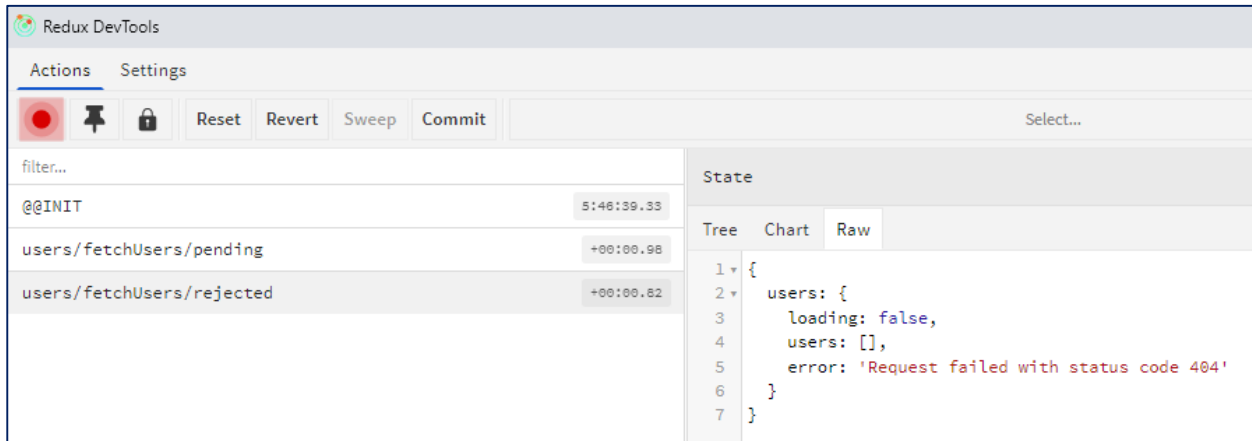 Redux DevTools
Actions Settings
Reset Revert Sweep Commit Select...
filter...
@@INIT 5:46:39.33
users/fetchUsers/pending +00:00.98
users/fetchUsers/rejected +00:00.82
State
Tree Chart Raw
1 {
2 users: {
3 loading: false,
4 users: [],
5 error: 'Request failed with status code 404'
6 }
7 }